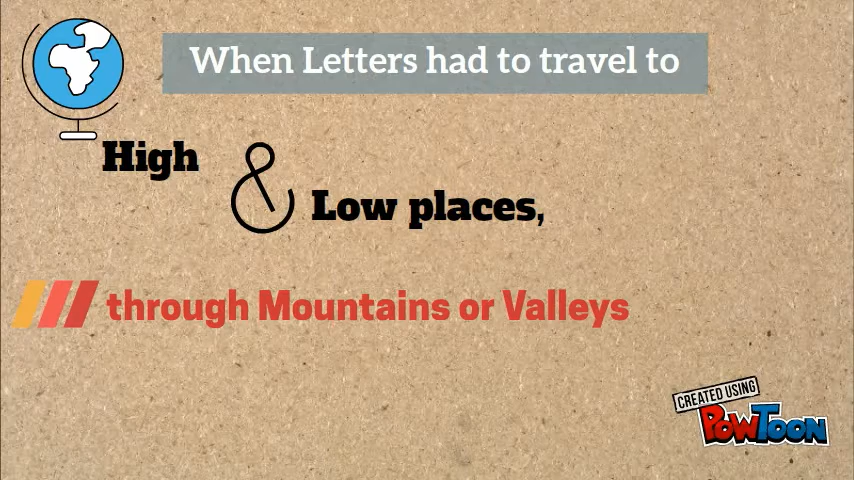 When Letters had to travel to
High
&
Low places,
through Mountains or Valleys
CREATED USING
POWTOON